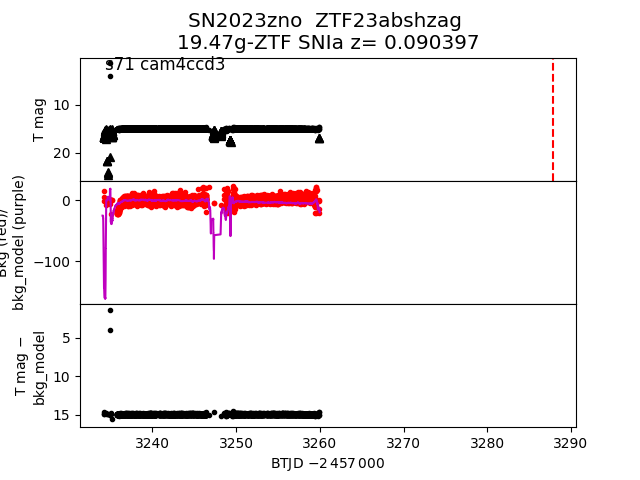 SN2023zno  ZTF23abshzag
19.47g-ZTF SNIa z= 0.090397
s71 cam4ccd3
T mag
10
20
Bkg (red)/
bkg_model (purple)
0
−100
T mag −
bkg_model
5
10
15
3240 3250 3260 3270 3280 3290
BTJD −2 457 000